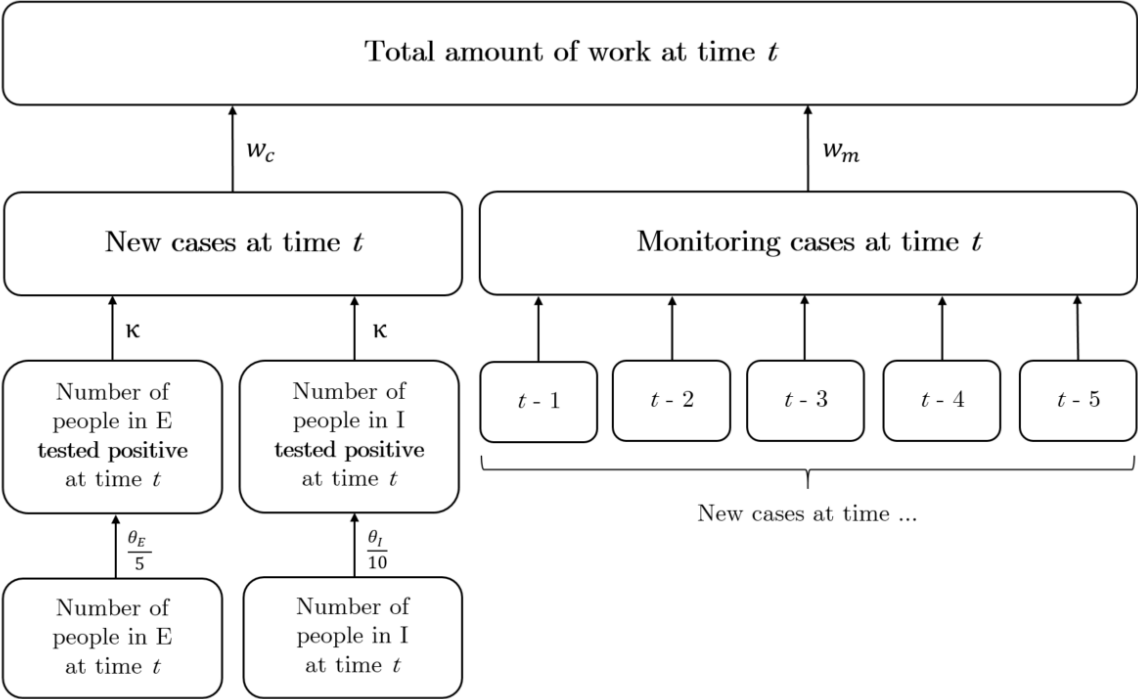 Total amount of work at time t
w_c
w_m
New cases at time t
Monitoring cases at time t
κ
κ
Number of
people in E
tested positive
at time t
Number of
people in I
tested positive
at time t
t - 1
t - 2
t - 3
t - 4
t - 5
New cases at time ...
θ_E
5
θ_I
10
Number of
people in E
at time t
Number of
people in I
at time t